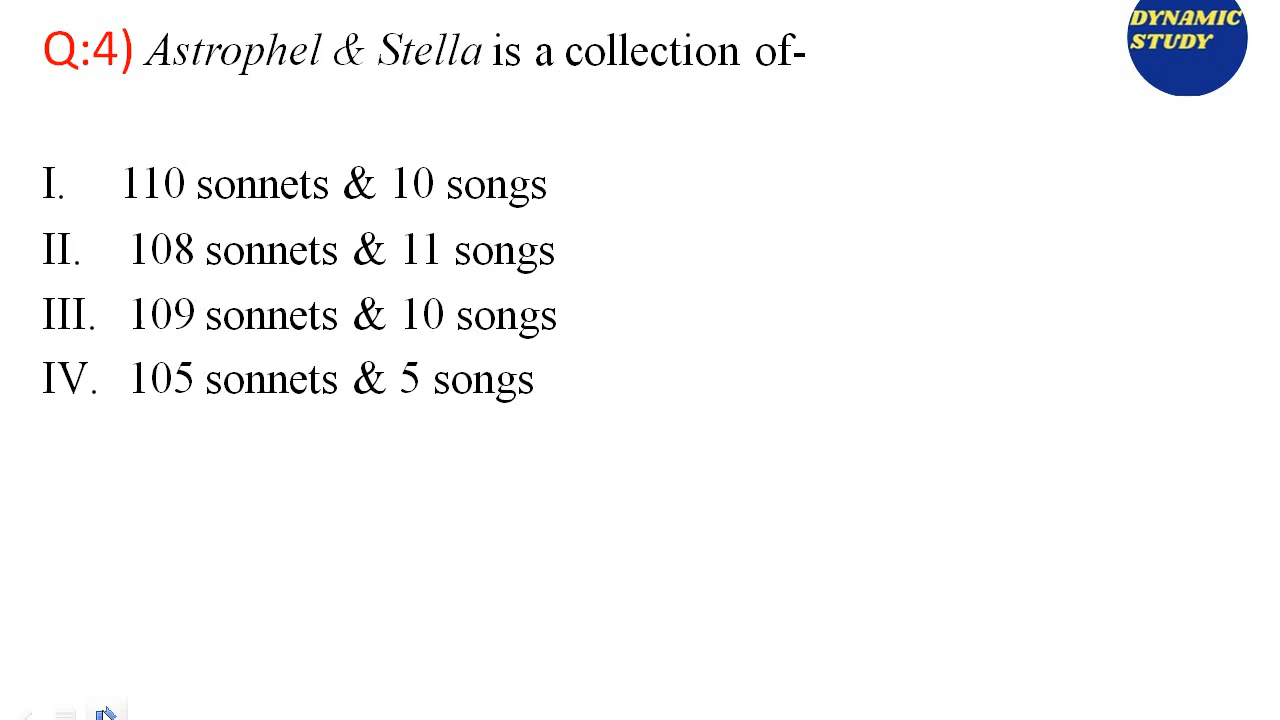 Q:4) Astrophel & Stella is a collection of-
DYNAMIC
STUDY
I. 110 sonnets & 10 songs
II. 108 sonnets & 11 songs
III. 109 sonnets & 10 songs
IV. 105 sonnets & 5 songs